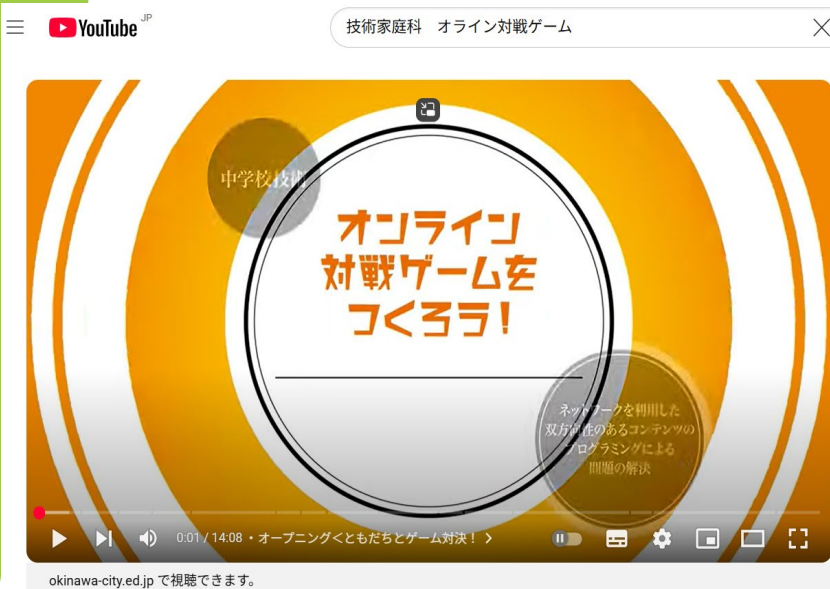 YouTube JP
技術家庭科　オライン対戦ゲーム
中学校技術
オンライン
対戦ゲームを
つくろう!
ネットワークを利用した
双方向性のあるコンテンツの
プログラミングによる
問題の解決
0:01 / 14:08 ・ オープニング<ともだちとゲーム対決！
okinawa-city.ed.jp で視聴できます。